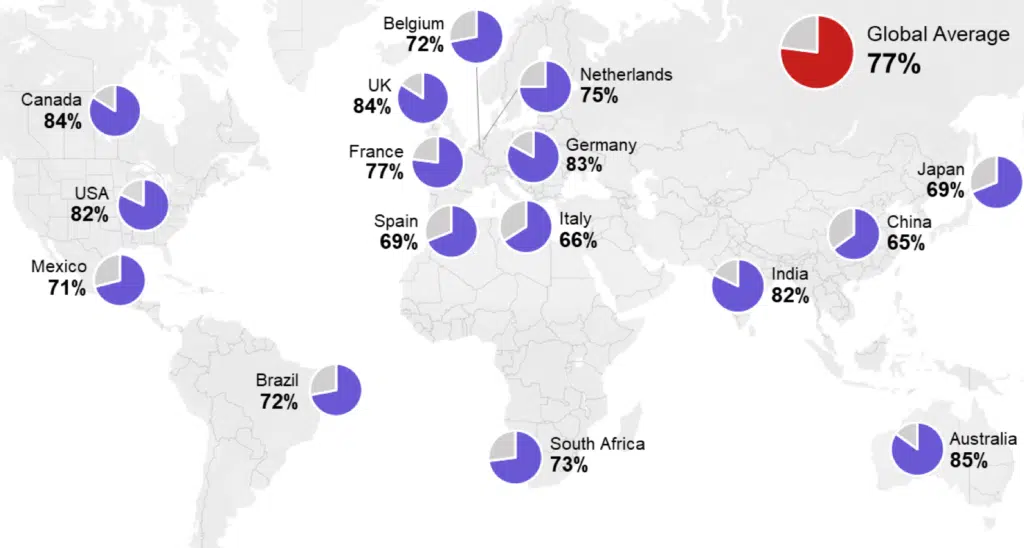 Belgium
72%
Global Average
77%
Netherlands
75%
UK
84%
Canada
84%
Germany
83%
France
77%
Japan
69%
USA
82%
Spain
69%
Italy
66%
China
65%
Mexico
71%
India
82%
Brazil
72%
South Africa
73%
Australia
85%